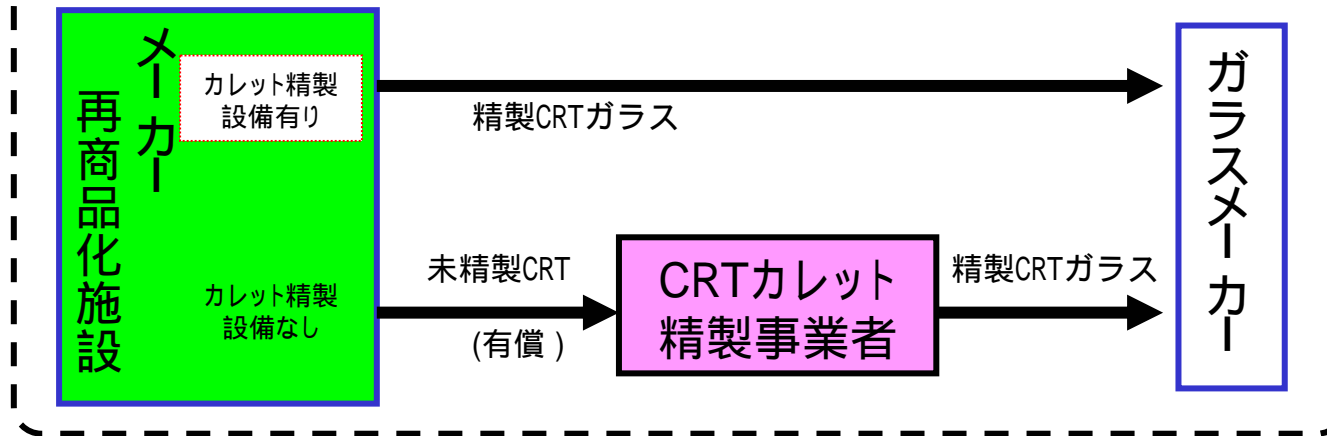 メーカー
再商品化施設
カレット精製
設備有り
精製CRTガラス
カレット精製
設備なし
未精製CRT
(有償)
CRTカレット
精製事業者
精製CRTガラス
ガラスメーカー